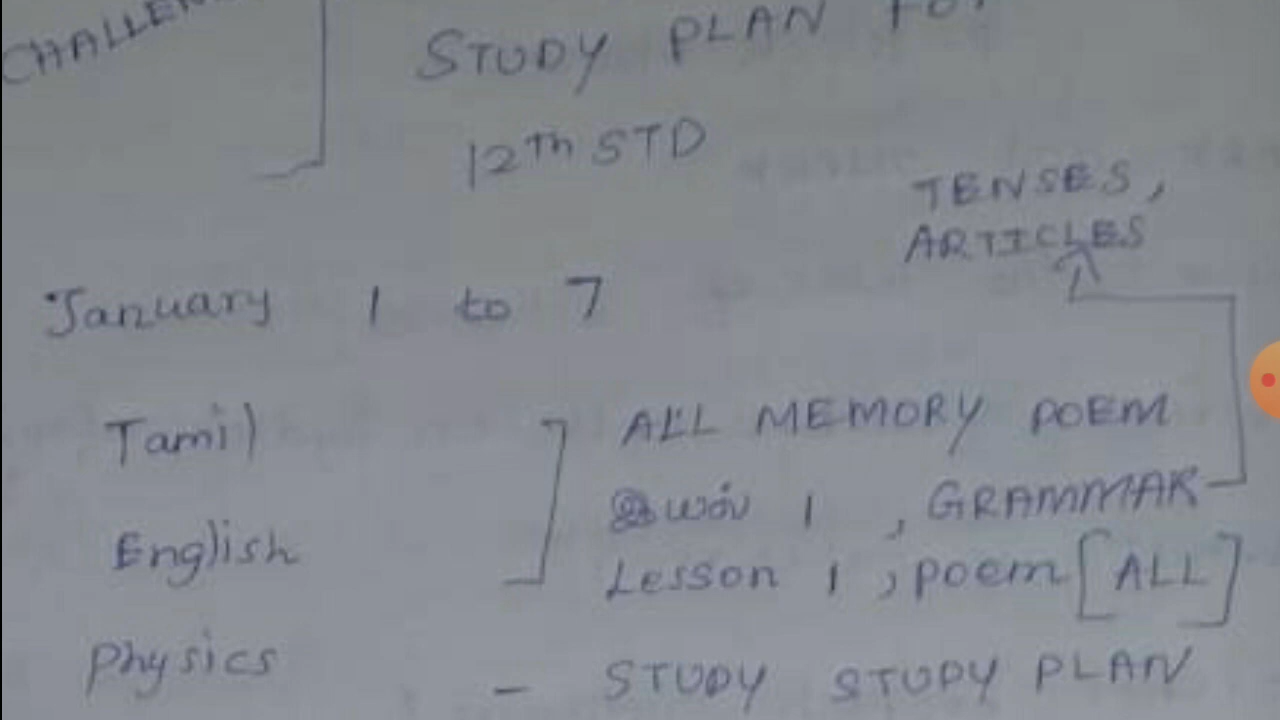 STUDY PLAN FOR
12th STD
TENSES,
ARTICLES
January 1 to 7
Tamil
ALL MEMORY POEM
இயல் 1 , GRAMMAR
English
Lesson 1 , poem [ALL]
Physics - STUDY STUDY PLAN